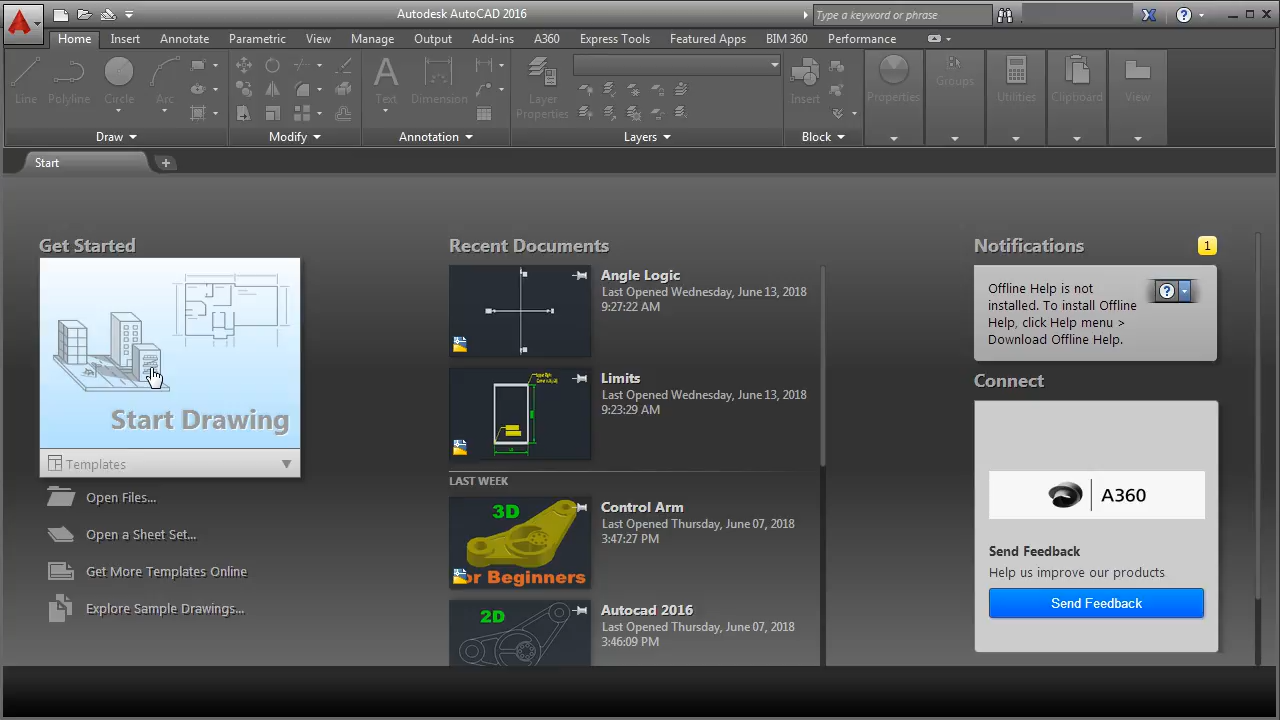 Autodesk AutoCAD 2016
Type a keyword or phrase
Home Insert Annotate Parametric View Manage Output Add-ins A360 Express Tools Featured Apps BIM 360 Performance
Line Polyline Circle Arc
Text Dimension
Layer
Properties
Insert
Properties Groups Utilities Clipboard View
Draw Modify Annotation Layers Block
Start
Get Started
Start Drawing
Templates
Open Files...
Open a Sheet Set...
Get More Templates Online
Explore Sample Drawings...
Recent Documents
Angle Logic
Last Opened Wednesday, June 13, 2018
9:27:22 AM
Limits
Last Opened Wednesday, June 13, 2018
9:23:29 AM
LAST WEEK
3D
or Beginners
Control Arm
Last Opened Thursday, June 07, 2018
3:47:27 PM
2D
Autocad 2016
Last Opened Thursday, June 07, 2018
3:46:09 PM
Notifications 1
Offline Help is not
installed. To install Offline
Help, click Help menu >
Download Offline Help.
Connect
A360
Send Feedback
Help us improve our products
Send Feedback